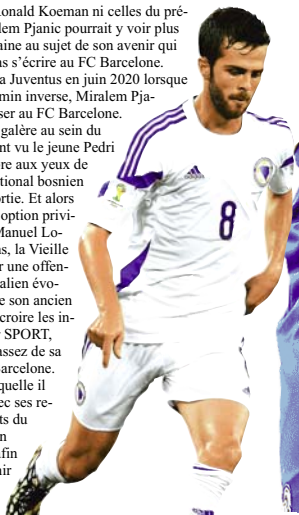 Ronald Koeman ni celles du pré-
lem Pjanic pourrait y voir plus
aine au sujet de son avenir qui
as s'écrire au FC Barcelone.
a Juventus en juin 2020 lorsque
min inverse, Miralem Pja-
ser au FC Barcelone.
galère au sein du
nt vu le jeune Pedri
re aux yeux de
tional bosnien
rtie. Et alors
option privi-
Manuel Lo-
s, la Vieille
r une offen-
alien évo-
e son ancien
croire les in-
r SPORT,
assez de sa
arcelone.
quelle il
ec ses re-
ts du
n
fin
ir
adidas
8